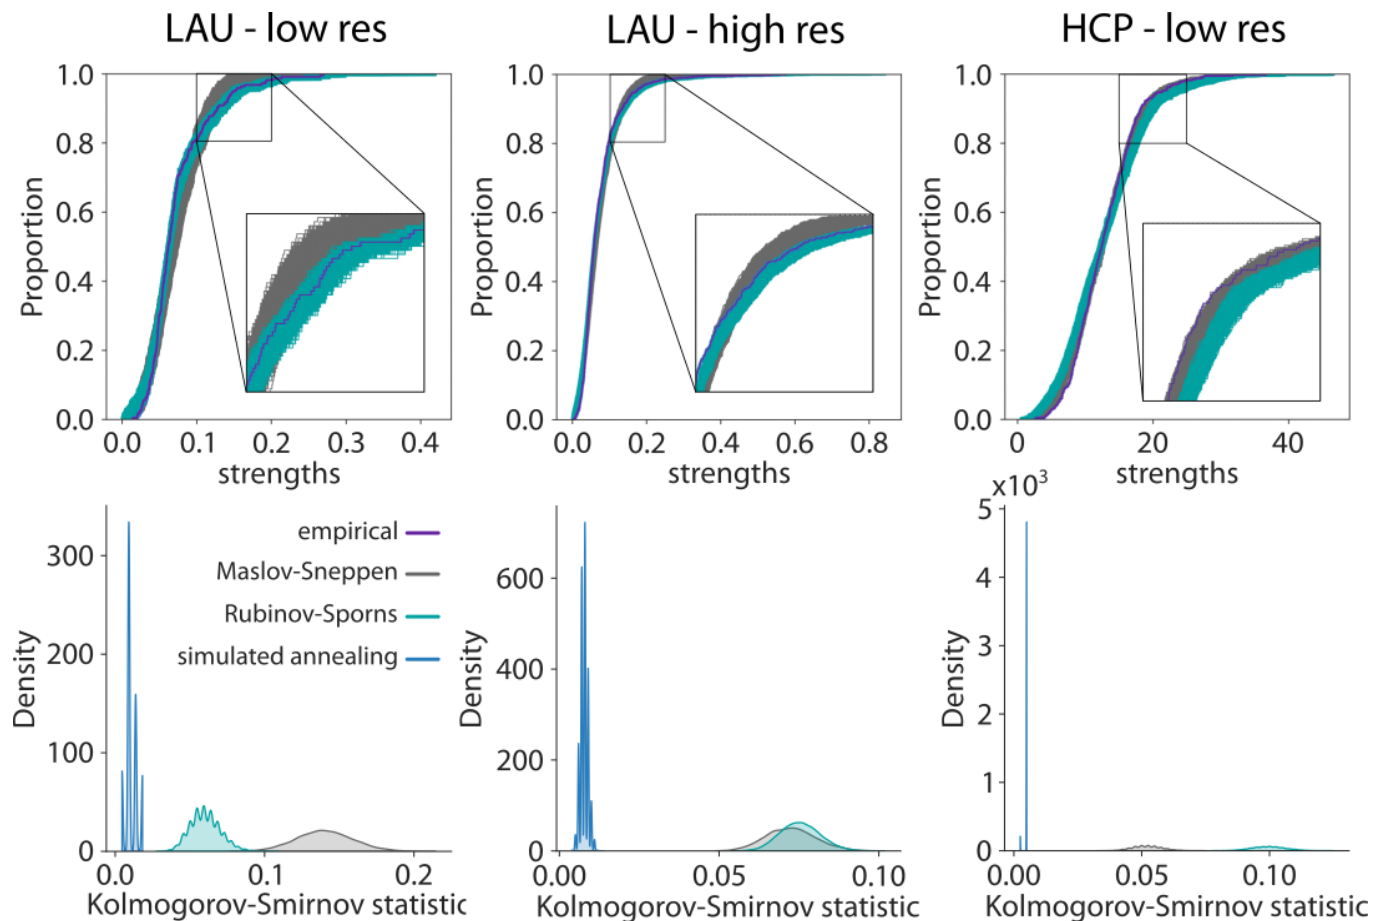 LAU - low res
LAU - high res
HCP - low res
Proportion
1.0
0.8
0.6
0.4
0.2
0.0
0.0 0.1 0.2 0.3 0.4
strengths
Proportion
1.0
0.8
0.6
0.4
0.2
0.0
0.0 0.2 0.4 0.6 0.8
strengths
Proportion
1.0
0.8
0.6
0.4
0.2
0.0
0 20 40
strengths
Density
300
200
100
0
empirical
Maslov-Sneppen
Rubinov-Sporns
simulated annealing
0.0 0.1 0.2
Kolmogorov-Smirnov statistic
Density
600
400
200
0
0.00 0.05 0.10
Kolmogorov-Smirnov statistic
x10³
Density
5
4
3
2
1
0
0.00 0.05 0.10
Kolmogorov-Smirnov statistic